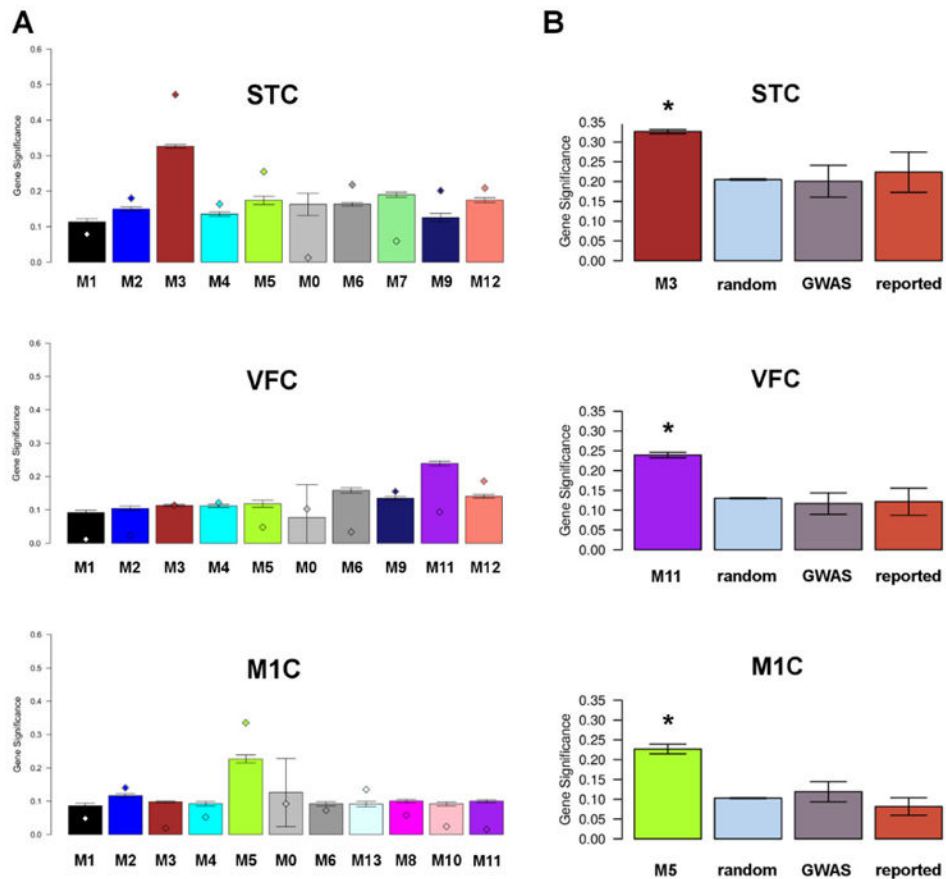 A
B
STC
Gene Significance
0.6
0.5
0.4
0.3
0.2
0.1
0.0
M1 M2 M3 M4 M5 M0 M6 M7 M9 M12
STC
*
Gene Significance
0.35
0.30
0.25
0.20
0.15
0.10
0.05
0.00
M3 random GWAS reported
VFC
Gene Significance
0.6
0.5
0.4
0.3
0.2
0.1
0.0
M1 M2 M3 M4 M5 M0 M6 M9 M11 M12
VFC
*
Gene Significance
0.35
0.30
0.25
0.20
0.15
0.10
0.05
0.00
M11 random GWAS reported
M1C
Gene Significance
0.6
0.5
0.4
0.3
0.2
0.1
0.0
M1 M2 M3 M4 M5 M0 M6 M13 M8 M10 M11
M1C
*
Gene Significance
0.30
0.25
0.20
0.15
0.10
0.05
0.00
M5 random GWAS reported